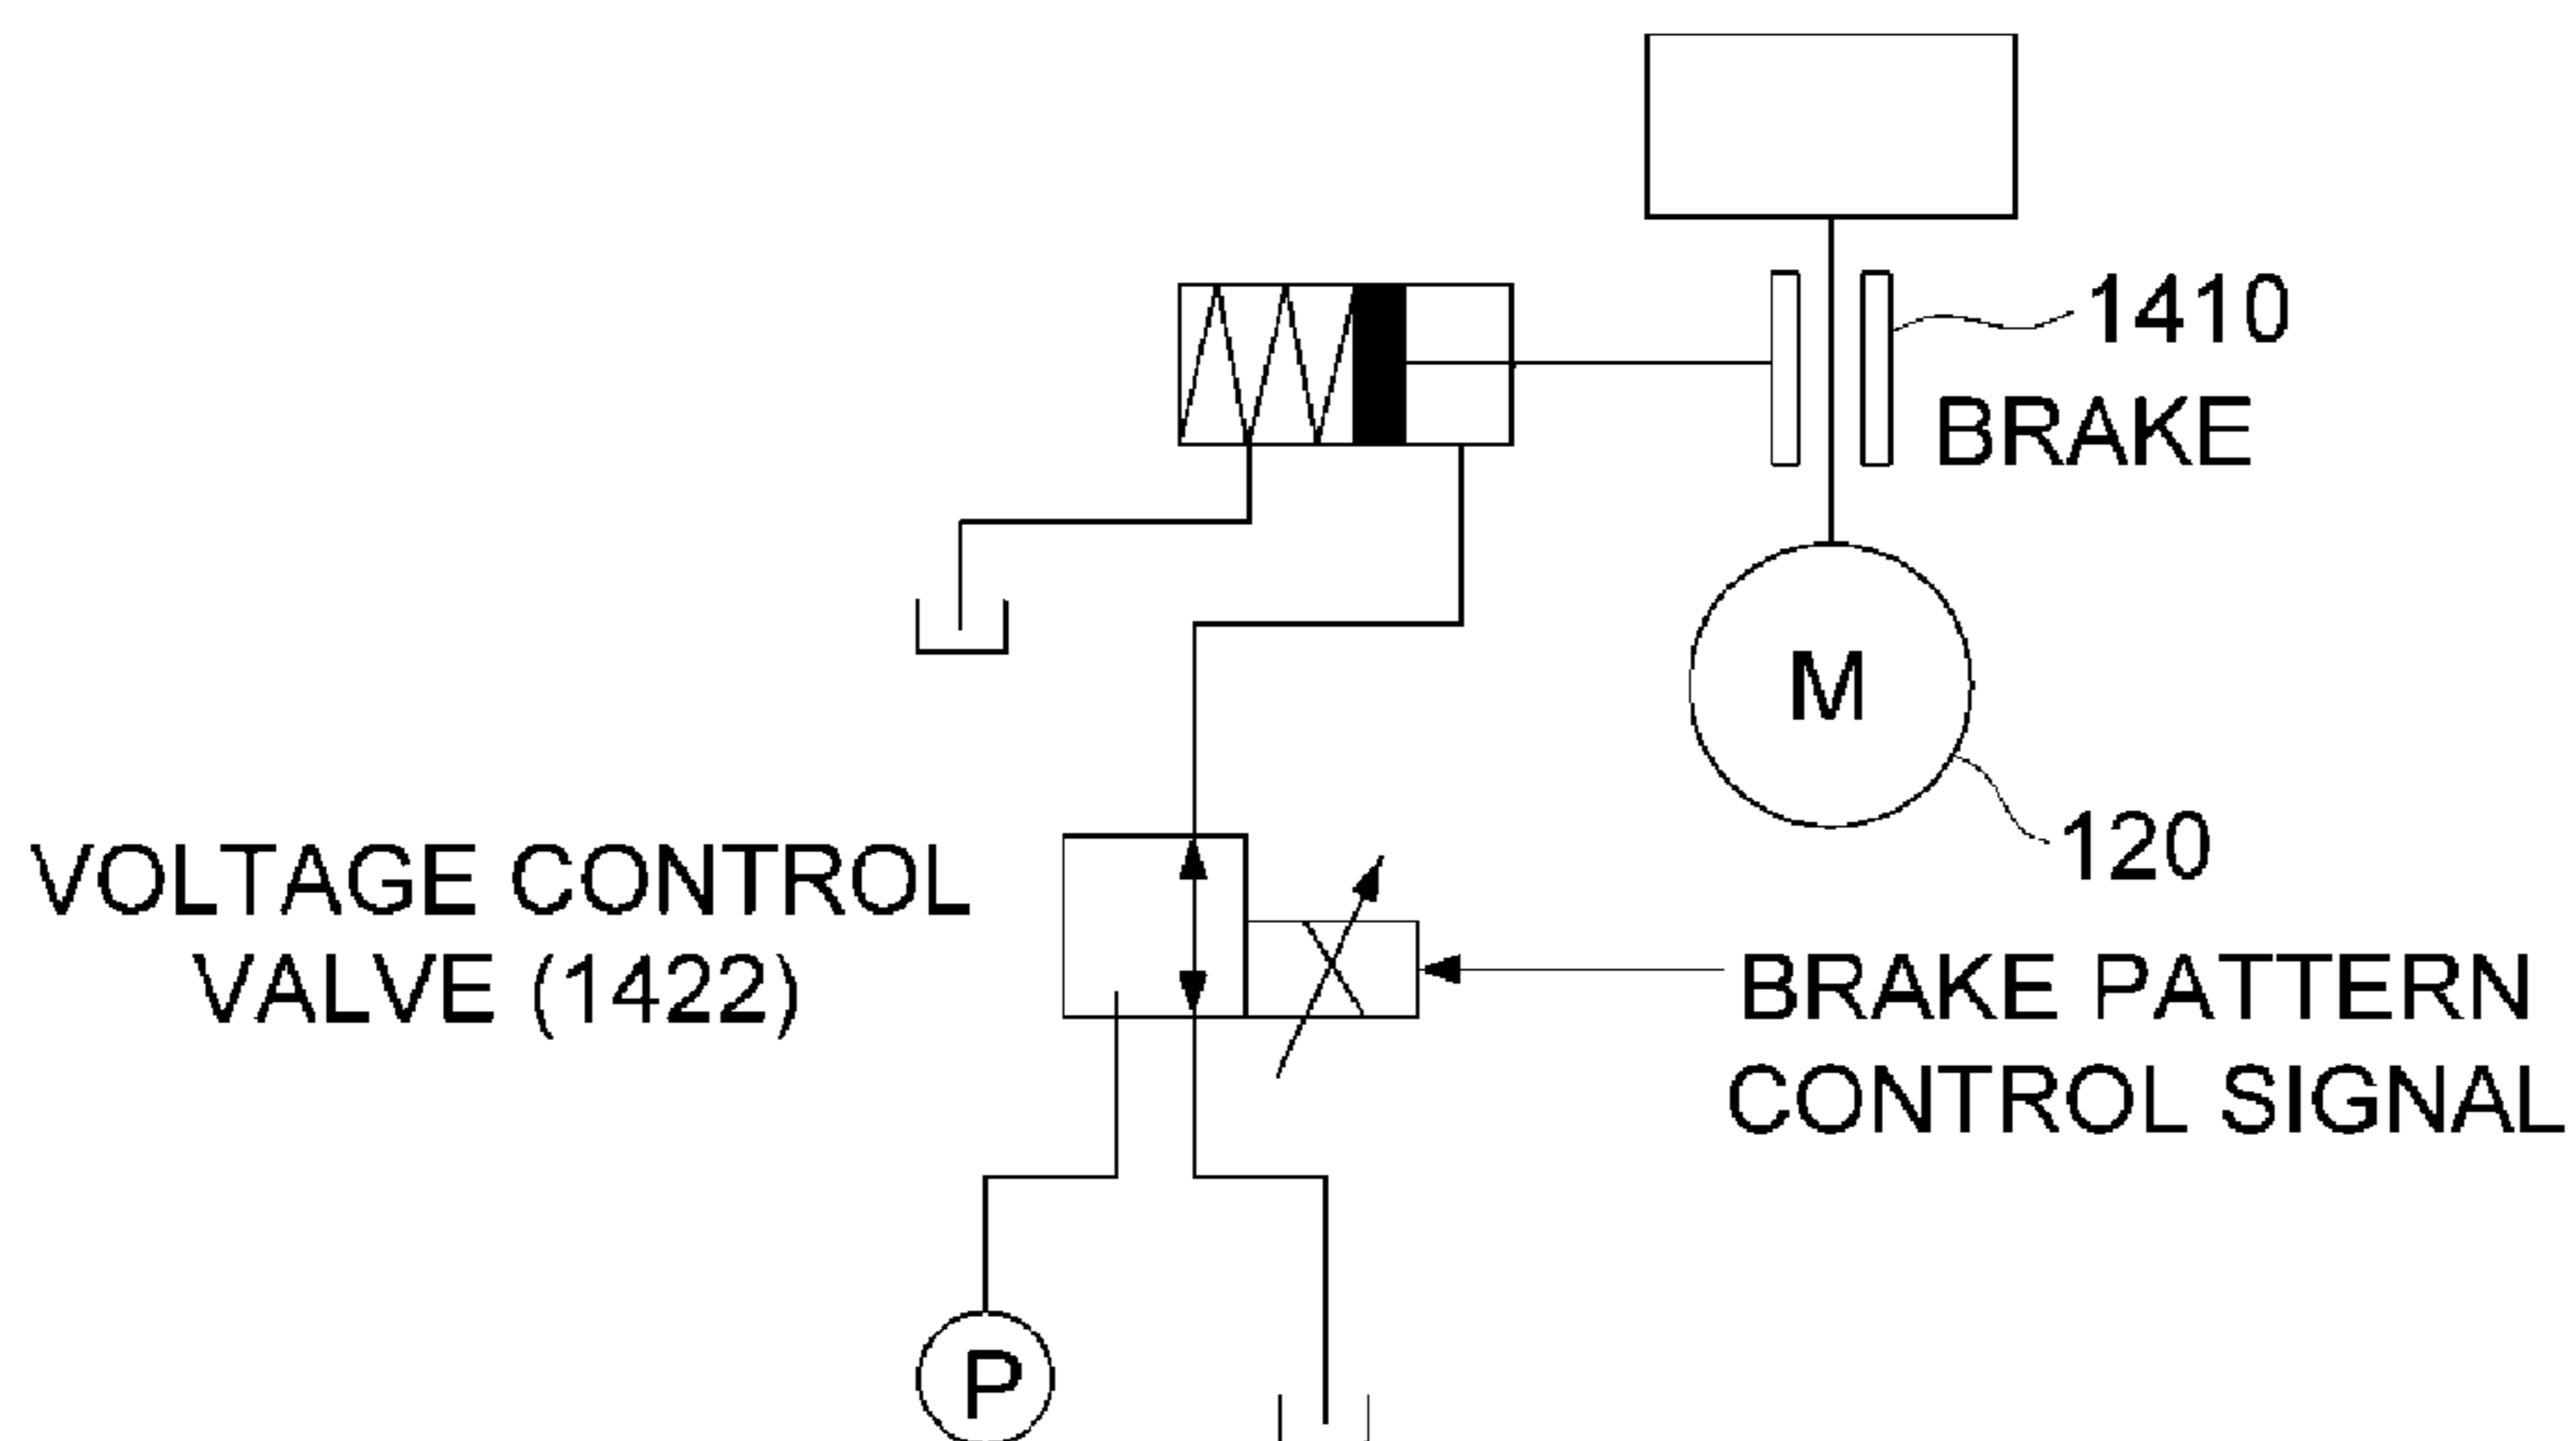 1410
BRAKE
M
120
VOLTAGE CONTROL
VALVE (1422)
BRAKE PATTERN
CONTROL SIGNAL
P